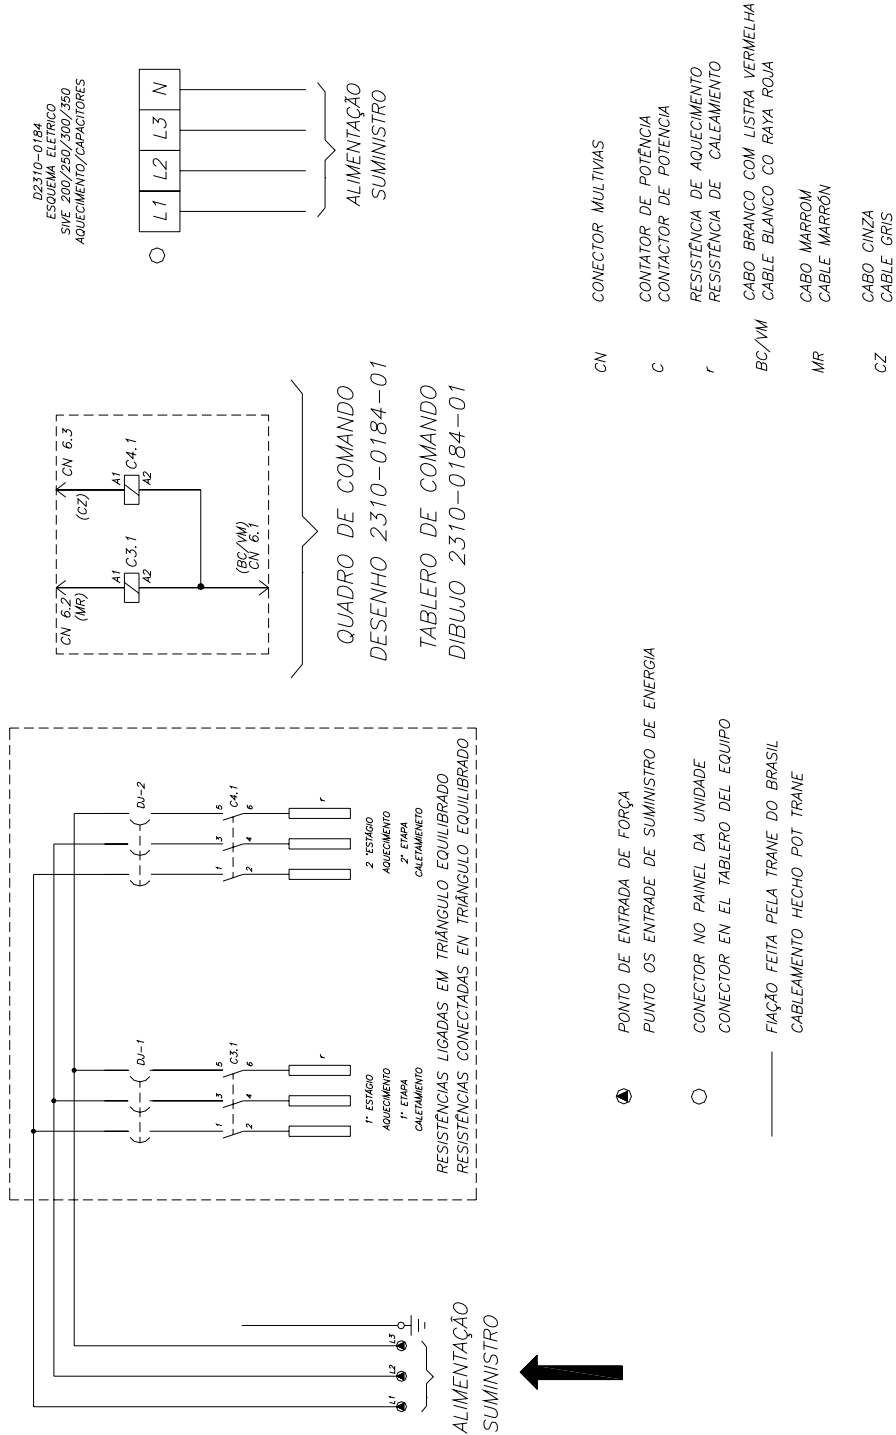 D2310-0184
ESQUEMA ELETRICO
SIVE 200/250/300/350
AQUECIMENTO/CAPACITORES
L1 L2 L3 N
ALIMENTAÇÃO
SUMINISTRO
CN 6.2
(MR)
CN 6.3
(CZ)
A1
C3.1
A2
A1
C4.1
A2
(BC/VM)
CN 6.1
QUADRO DE COMANDO
DESENHO 2310-0184-01
TABLERO DE COMANDO
DIBUJO 2310-0184-01
DJ-1
DJ-2
1 3 5
C3.1
2 4 6
1 3 5
C4.1
2 4 6
r
r
1° ESTÁGIO
AQUECIMENTO
1° ETAPA
CALETAMIENTO
2 °ESTÁGIO
AQUECIMENTO
2° ETAPA
CALETAMIENETO
RESISTÊNCIAS LIGADAS EM TRIÂNGULO EQUILIBRADO
RESISTÊNCIAS CONECTADAS EN TRIÂNGULO EQUILIBRADO
L1 L2 L3
ALIMENTAÇÃO
SUMINISTRO
PONTO DE ENTRADA DE FORÇA
PUNTO OS ENTRADE DE SUMINISTRO DE ENERGIA
CONECTOR NO PAINEL DA UNIDADE
CONECTOR EN EL TABLERO DEL EQUIPO
FIAÇÃO FEITA PELA TRANE DO BRASIL
CABLEAMENTO HECHO POT TRANE
CN CONECTOR MULTIVIAS
C CONTATOR DE POTÊNCIA
CONTACTOR DE POTENCIA
r RESISTÊNCIA DE AQUECIMENTO
RESISTÊNCIA DE CALEAMIENTO
BC/VM CABO BRANCO COM LISTRA VERMELHA
CABLE BLANCO CO RAYA ROJA
MR CABO MARROM
CABLE MARRÓN
CZ CABO CINZA
CABLE GRIS